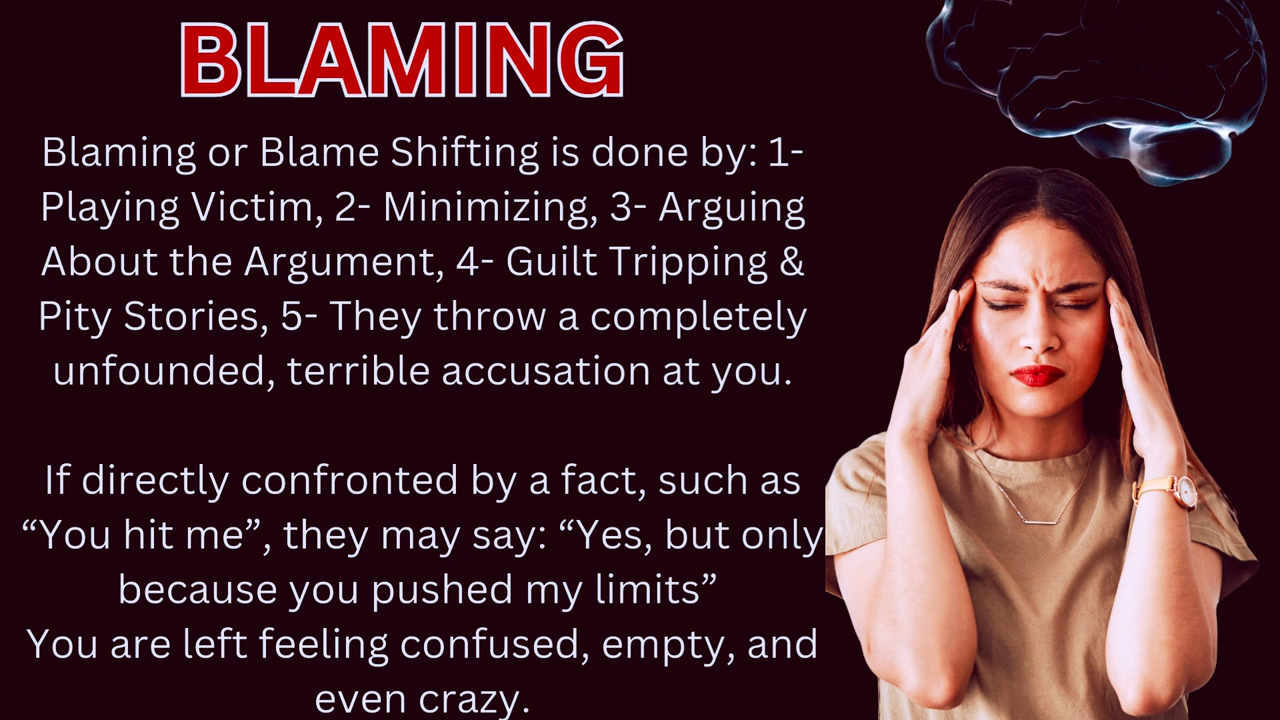 BLAMING
Blaming or Blame Shifting is done by: 1-
Playing Victim, 2- Minimizing, 3- Arguing
About the Argument, 4- Guilt Tripping &
Pity Stories, 5- They throw a completely
unfounded, terrible accusation at you.
If directly confronted by a fact, such as
“You hit me”, they may say: “Yes, but only
because you pushed my limits”
You are left feeling confused, empty, and
even crazy.